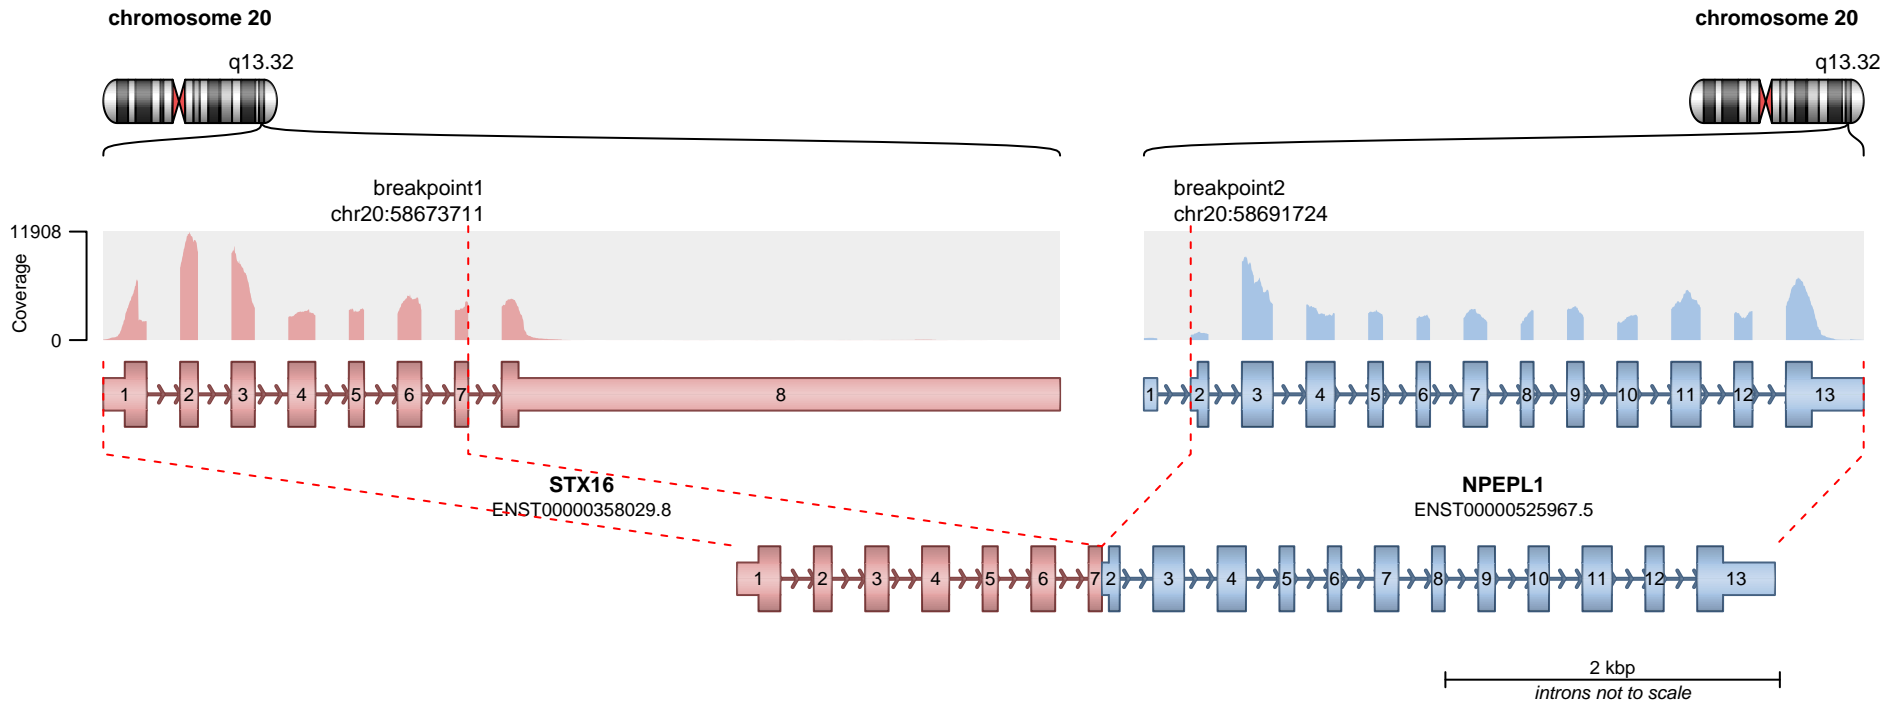 chromosome 20
chromosome 20
q13.32
q13.32
breakpoint1
chr20:58673711
breakpoint2
chr20:58691724
11908
Coverage
0
1 2 3 4 5 6 7 8
1 2 3 4 5 6 7 8 9 10 11 12 13
STX16
ENST00000358029.8
NPEPL1
ENST00000525967.5
1 2 3 4 5 6 7 2 3 4 5 6 7 8 9 10 11 12 13
2 kbp
introns not to scale